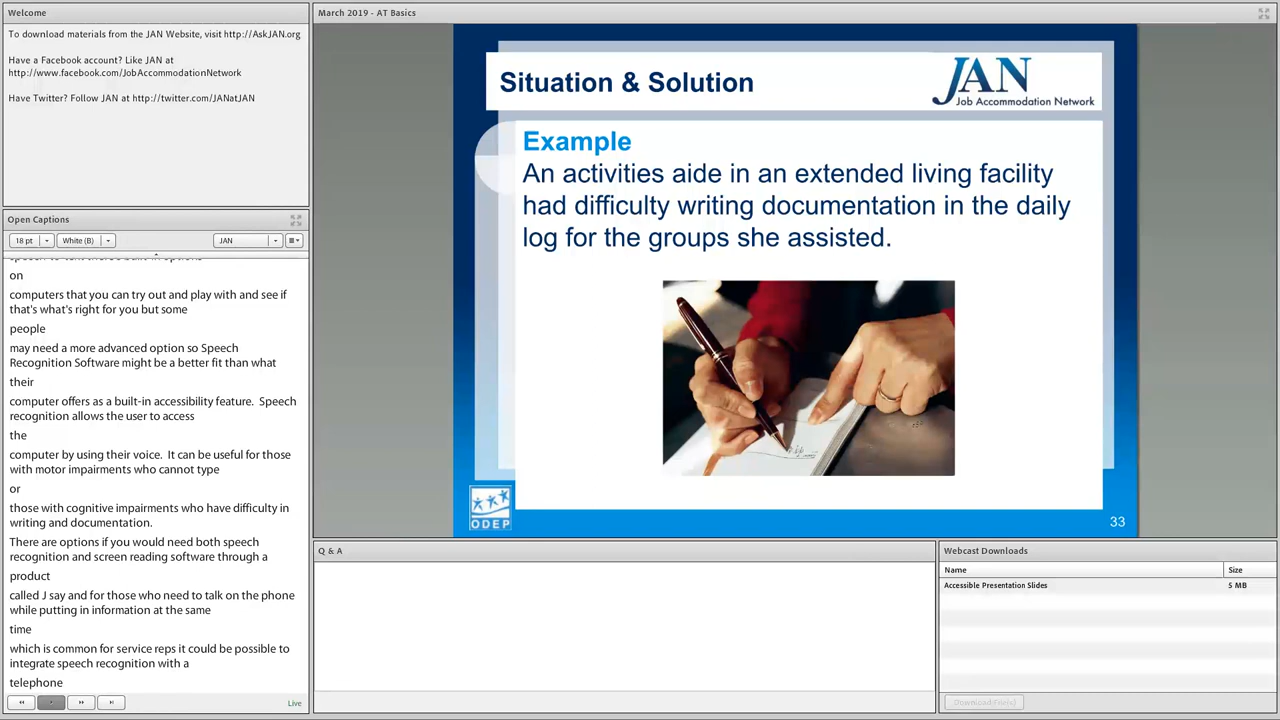 Welcome
To download materials from the JAN Website, visit http://AskJAN.org
Have a Facebook account? Like JAN at
http://www.facebook.com/JobAccommodationNetwork
Have Twitter? Follow JAN at http://twitter.com/JANatJAN
Open Captions
18 pt
White (B)
JAN
on
computers that you can try out and play with and see if
that's what's right for you but some
people
may need a more advanced option so Speech
Recognition Software might be a better fit than what
their
computer offers as a built-in accessibility feature.  Speech
recognition allows the user to access
the
computer by using their voice.  It can be useful for those
with motor impairments who cannot type
or
those with cognitive impairments who have difficulty in
writing and documentation.
There are options if you would need both speech
recognition and screen reading software through a
product
called J say and for those who need to talk on the phone
while putting in information at the same
time
which is common for service reps it could be possible to
integrate speech recognition with a
telephone
Live
March 2019 - AT Basics
Situation & Solution
JAN
Job Accommodation Network
Example
An activities aide in an extended living facility
had difficulty writing documentation in the daily
log for the groups she assisted.
ODEP
33
Q & A
Webcast Downloads
Name
Size
Accessible Presentation Slides
5 MB
Download File(s)